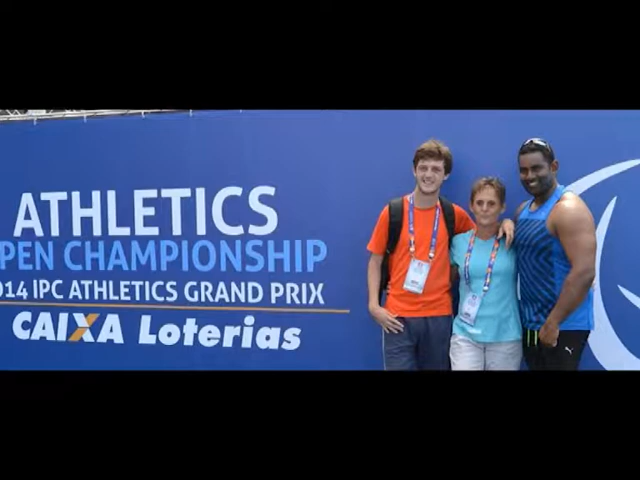 ATHLETICS
PEN CHAMPIONSHIP
014 IPC ATHLETICS GRAND PRIX
CAIXA Loterias